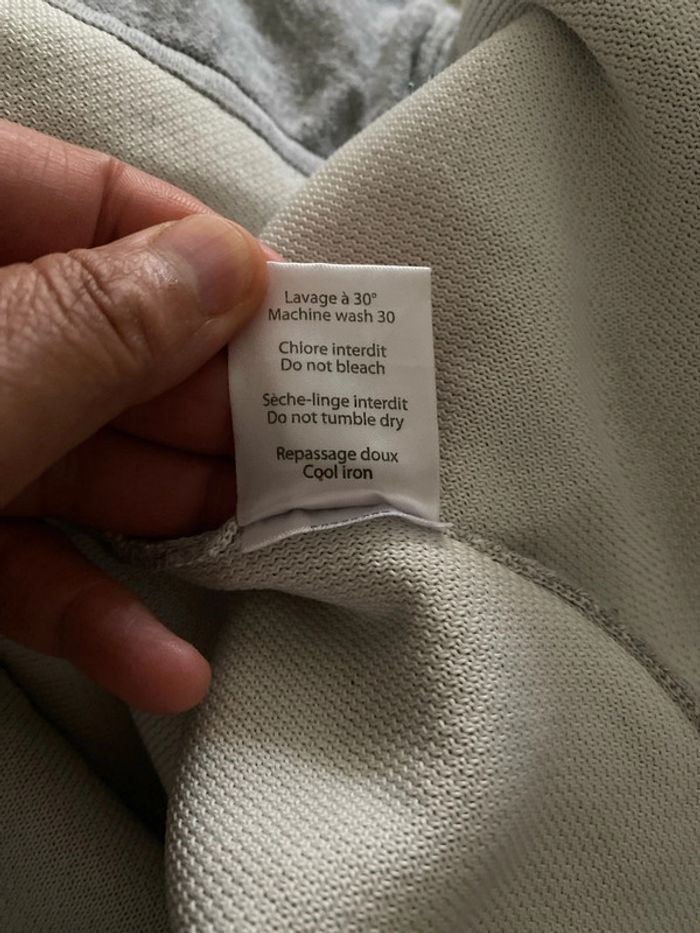 Lavage à 30°
Machine wash 30
Chlore interdit
Do not bleach
Sèche-linge interdit
Do not tumble dry
Repassage doux
Cool iron